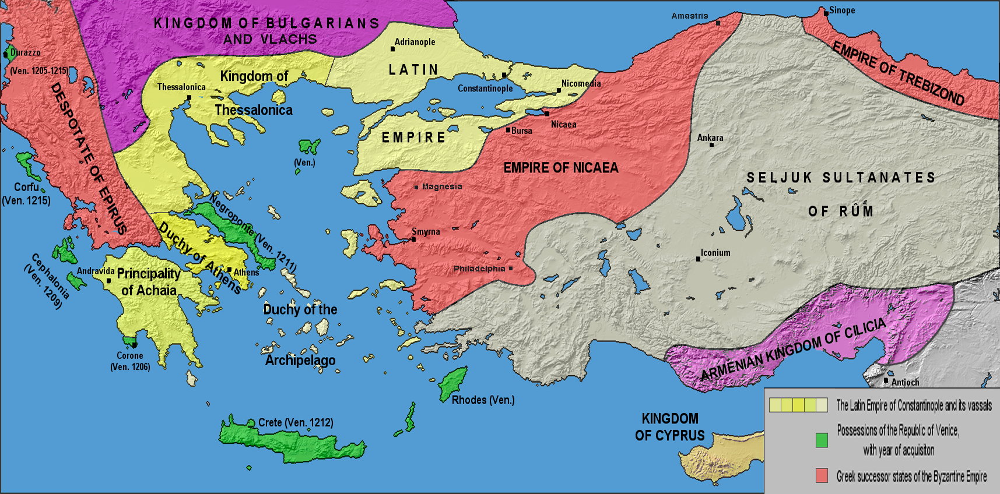 KINGDOM OF BULGARIANS
AND VLACHS
Sinope
Amastris
Adrianople
Durazzo
(Ven. 1205-1215)
LATIN
Kingdom of
Thessalonica
Thessalonica
Constantinople
Nicomedia
EMPIRE OF TREBIZOND
DESPOTATE OF EPIRUS
Nicaea
Bursa
EMPIRE
Ankara
(Ven.)
EMPIRE OF NICAEA
SELJUK SULTANATES
OF RÛM
Corfu
(Ven. 1215)
Magnesia
Negroponte (Ven. 1211)
Smyrna
Duchy of Athens
Cephalonia
(Ven. 1209)
Andravida
Principality
of Achaia
Athens
Philadelphia
Iconium
Duchy of the
Archipelago
Corone
(Ven. 1206)
ARMENIAN KINGDOM OF CILICIA
Antioch
Rhodes (Ven.)
Crete (Ven. 1212)
KINGDOM
OF CYPRUS
The Latin Empire of Constantinople and its vassals
Possessions of the Republic of Venice,
with year of acquisiton
Greek successor states of the Byzantine Empire